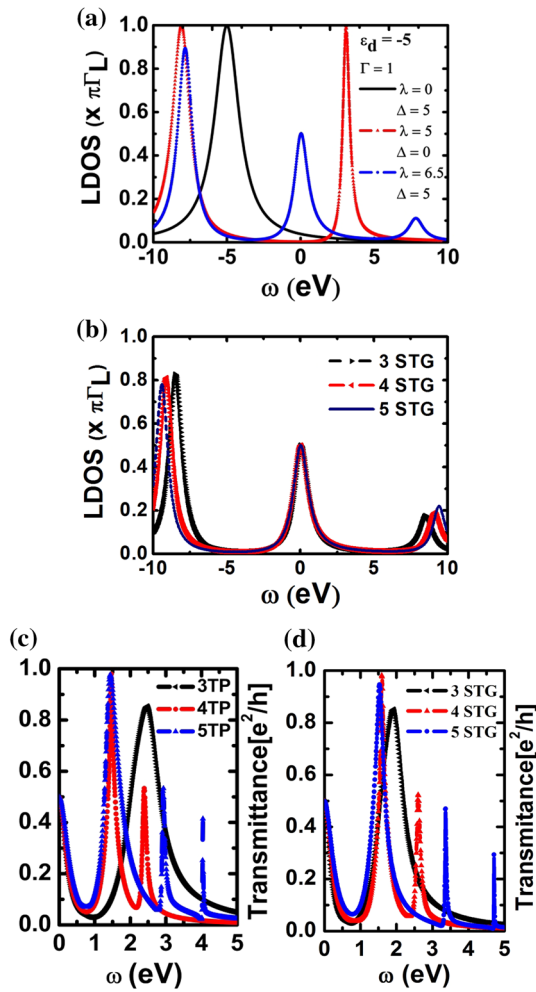 (a)
LDOS (x πΓL)
1.0
0.8
0.6
0.4
0.2
0.0
εd = -5
Γ = 1
λ = 0
Δ = 5
λ = 5
Δ = 0
λ = 6.5.
Δ = 5
-10 -5 0 5 10
ω (eV)
(b)
LDOS (x πΓL)
1.0
0.8
0.6
0.4
0.2
0.0
3 STG
4 STG
5 STG
-10 -5 0 5 10
ω (eV)
(c)
1.0
0.8
0.6
0.4
0.2
0.0
3TP
4TP
5TP
Transmittance[e²/h]
0 1 2 3 4 5
ω (eV)
(d)
1.0
0.8
0.6
0.4
0.2
0.0
3 STG
4 STG
5 STG
Transmittance[e²/h]
0 1 2 3 4 5
ω (eV)